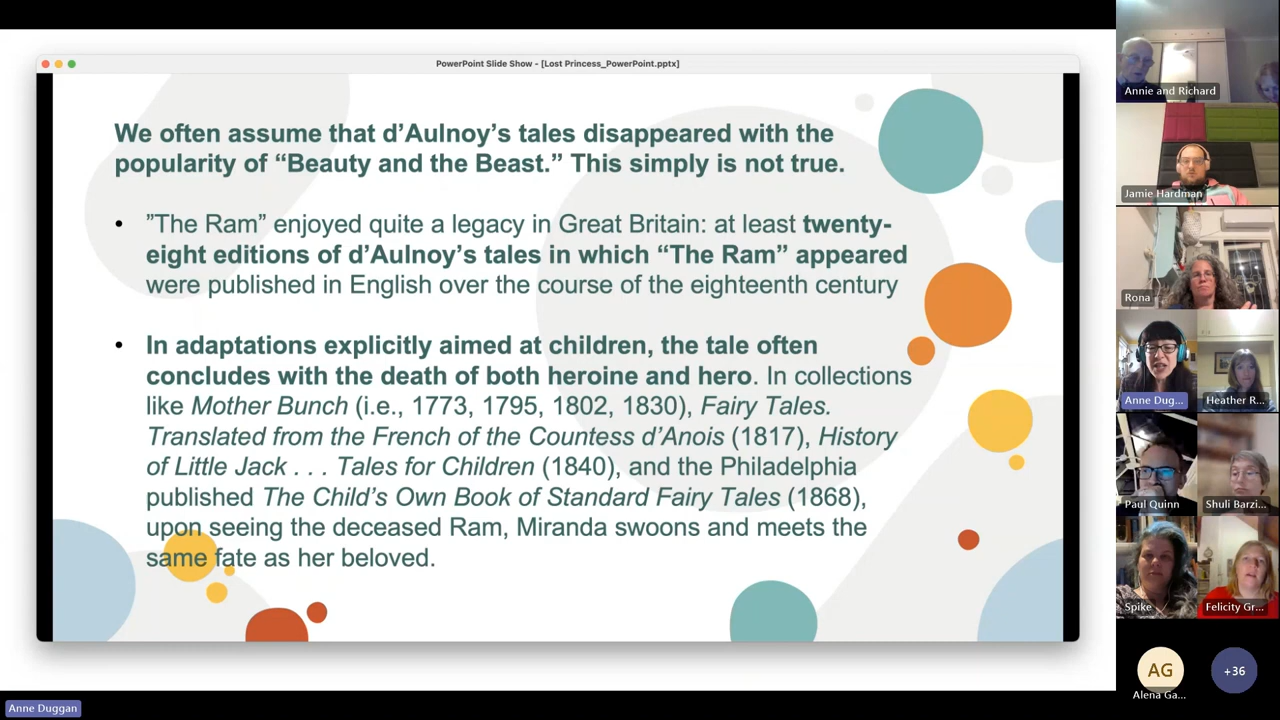 PowerPoint Slide Show - [Lost Princess_PowerPoint.pptx]
We often assume that d’Aulnoy’s tales disappeared with the
popularity of “Beauty and the Beast.” This simply is not true.
• ”The Ram” enjoyed quite a legacy in Great Britain: at least twenty-
eight editions of d’Aulnoy’s tales in which “The Ram” appeared
were published in English over the course of the eighteenth century
• In adaptations explicitly aimed at children, the tale often
concludes with the death of both heroine and hero. In collections
like Mother Bunch (i.e., 1773, 1795, 1802, 1830), Fairy Tales.
Translated from the French of the Countess d’Anois (1817), History
of Little Jack . . . Tales for Children (1840), and the Philadelphia
published The Child’s Own Book of Standard Fairy Tales (1868),
upon seeing the deceased Ram, Miranda swoons and meets the
same fate as her beloved.
Annie and Richard
Jamie Hardman
Rona
Anne Dug...
Heather R...
Paul Quinn
Shuli Barzi...
Spike
Felicity Gr...
AG
Alena Ga...
+36
Anne Duggan